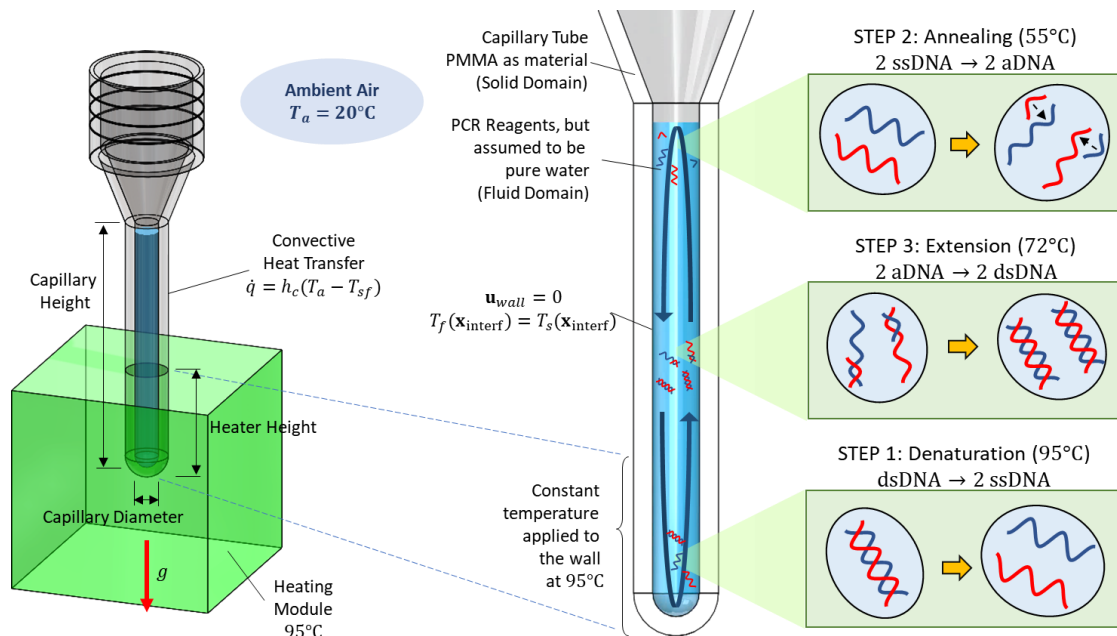 Ambient Air
T_a = 20°C
Convective
Heat Transfer
q̇ = h_c(T_a − T_sf)
Capillary
Height
Heater Height
Capillary Diameter
g
Heating
Module
95°C
Capillary Tube
PMMA as material
(Solid Domain)
PCR Reagents, but
assumed to be
pure water
(Fluid Domain)
u_wall = 0
T_f(x_interf) = T_s(x_interf)
Constant
temperature
applied to
the wall
at 95°C
STEP 2: Annealing (55°C)
2 ssDNA → 2 aDNA
STEP 3: Extension (72°C)
2 aDNA → 2 dsDNA
STEP 1: Denaturation (95°C)
dsDNA → 2 ssDNA